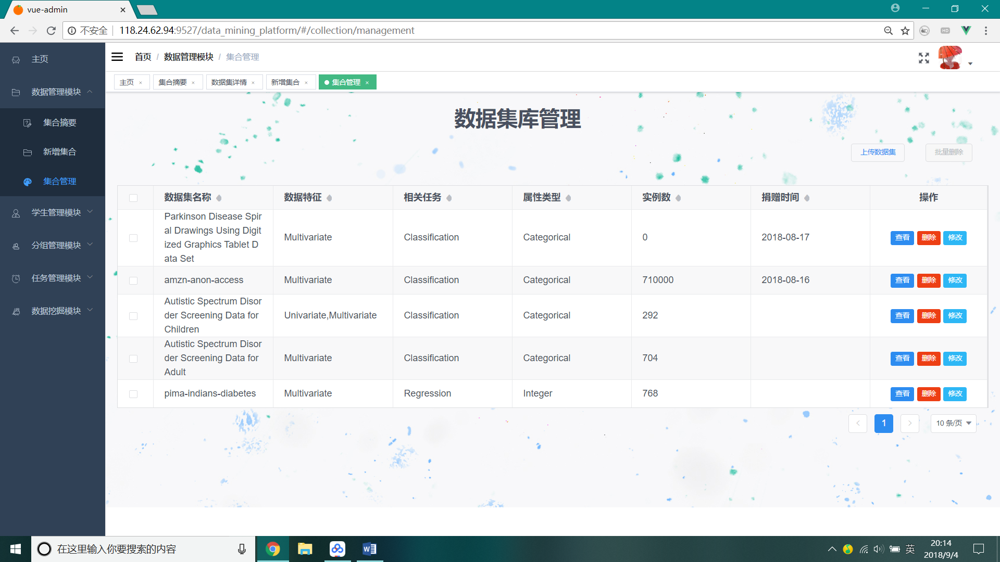 vue-admin
不安全 118.24.62.94:9527/data_mining_platform/#/collection/management
HD
主页
数据管理模块
集合摘要
新增集合
集合管理
学生管理模块
分组管理模块
任务管理模块
数据挖掘模块
首页 / 数据管理模块 / 集合管理
主页 × 集合摘要 × 数据集详情 × 新增集合 × 集合管理 ×
数据集库管理
上传数据集 批量删除
数据集名称 数据特征 相关任务 属性类型 实例数 捐赠时间 操作
Parkinson Disease Spir
al Drawings Using Digit
ized Graphics Tablet D
ata Set
Multivariate Classification Categorical 0 2018-08-17 查看 删除 修改
amzn-anon-access Multivariate Classification Categorical 710000 2018-08-16 查看 删除 修改
Autistic Spectrum Disor
der Screening Data for
Children
Univariate,Multivariate Classification Categorical 292 查看 删除 修改
Autistic Spectrum Disor
der Screening Data for
Adult
Multivariate Classification Categorical 704 查看 删除 修改
pima-indians-diabetes Multivariate Regression Integer 768 查看 删除 修改
1 10 条/页
在这里输入你要搜索的内容
英
20:14
2018/9/4